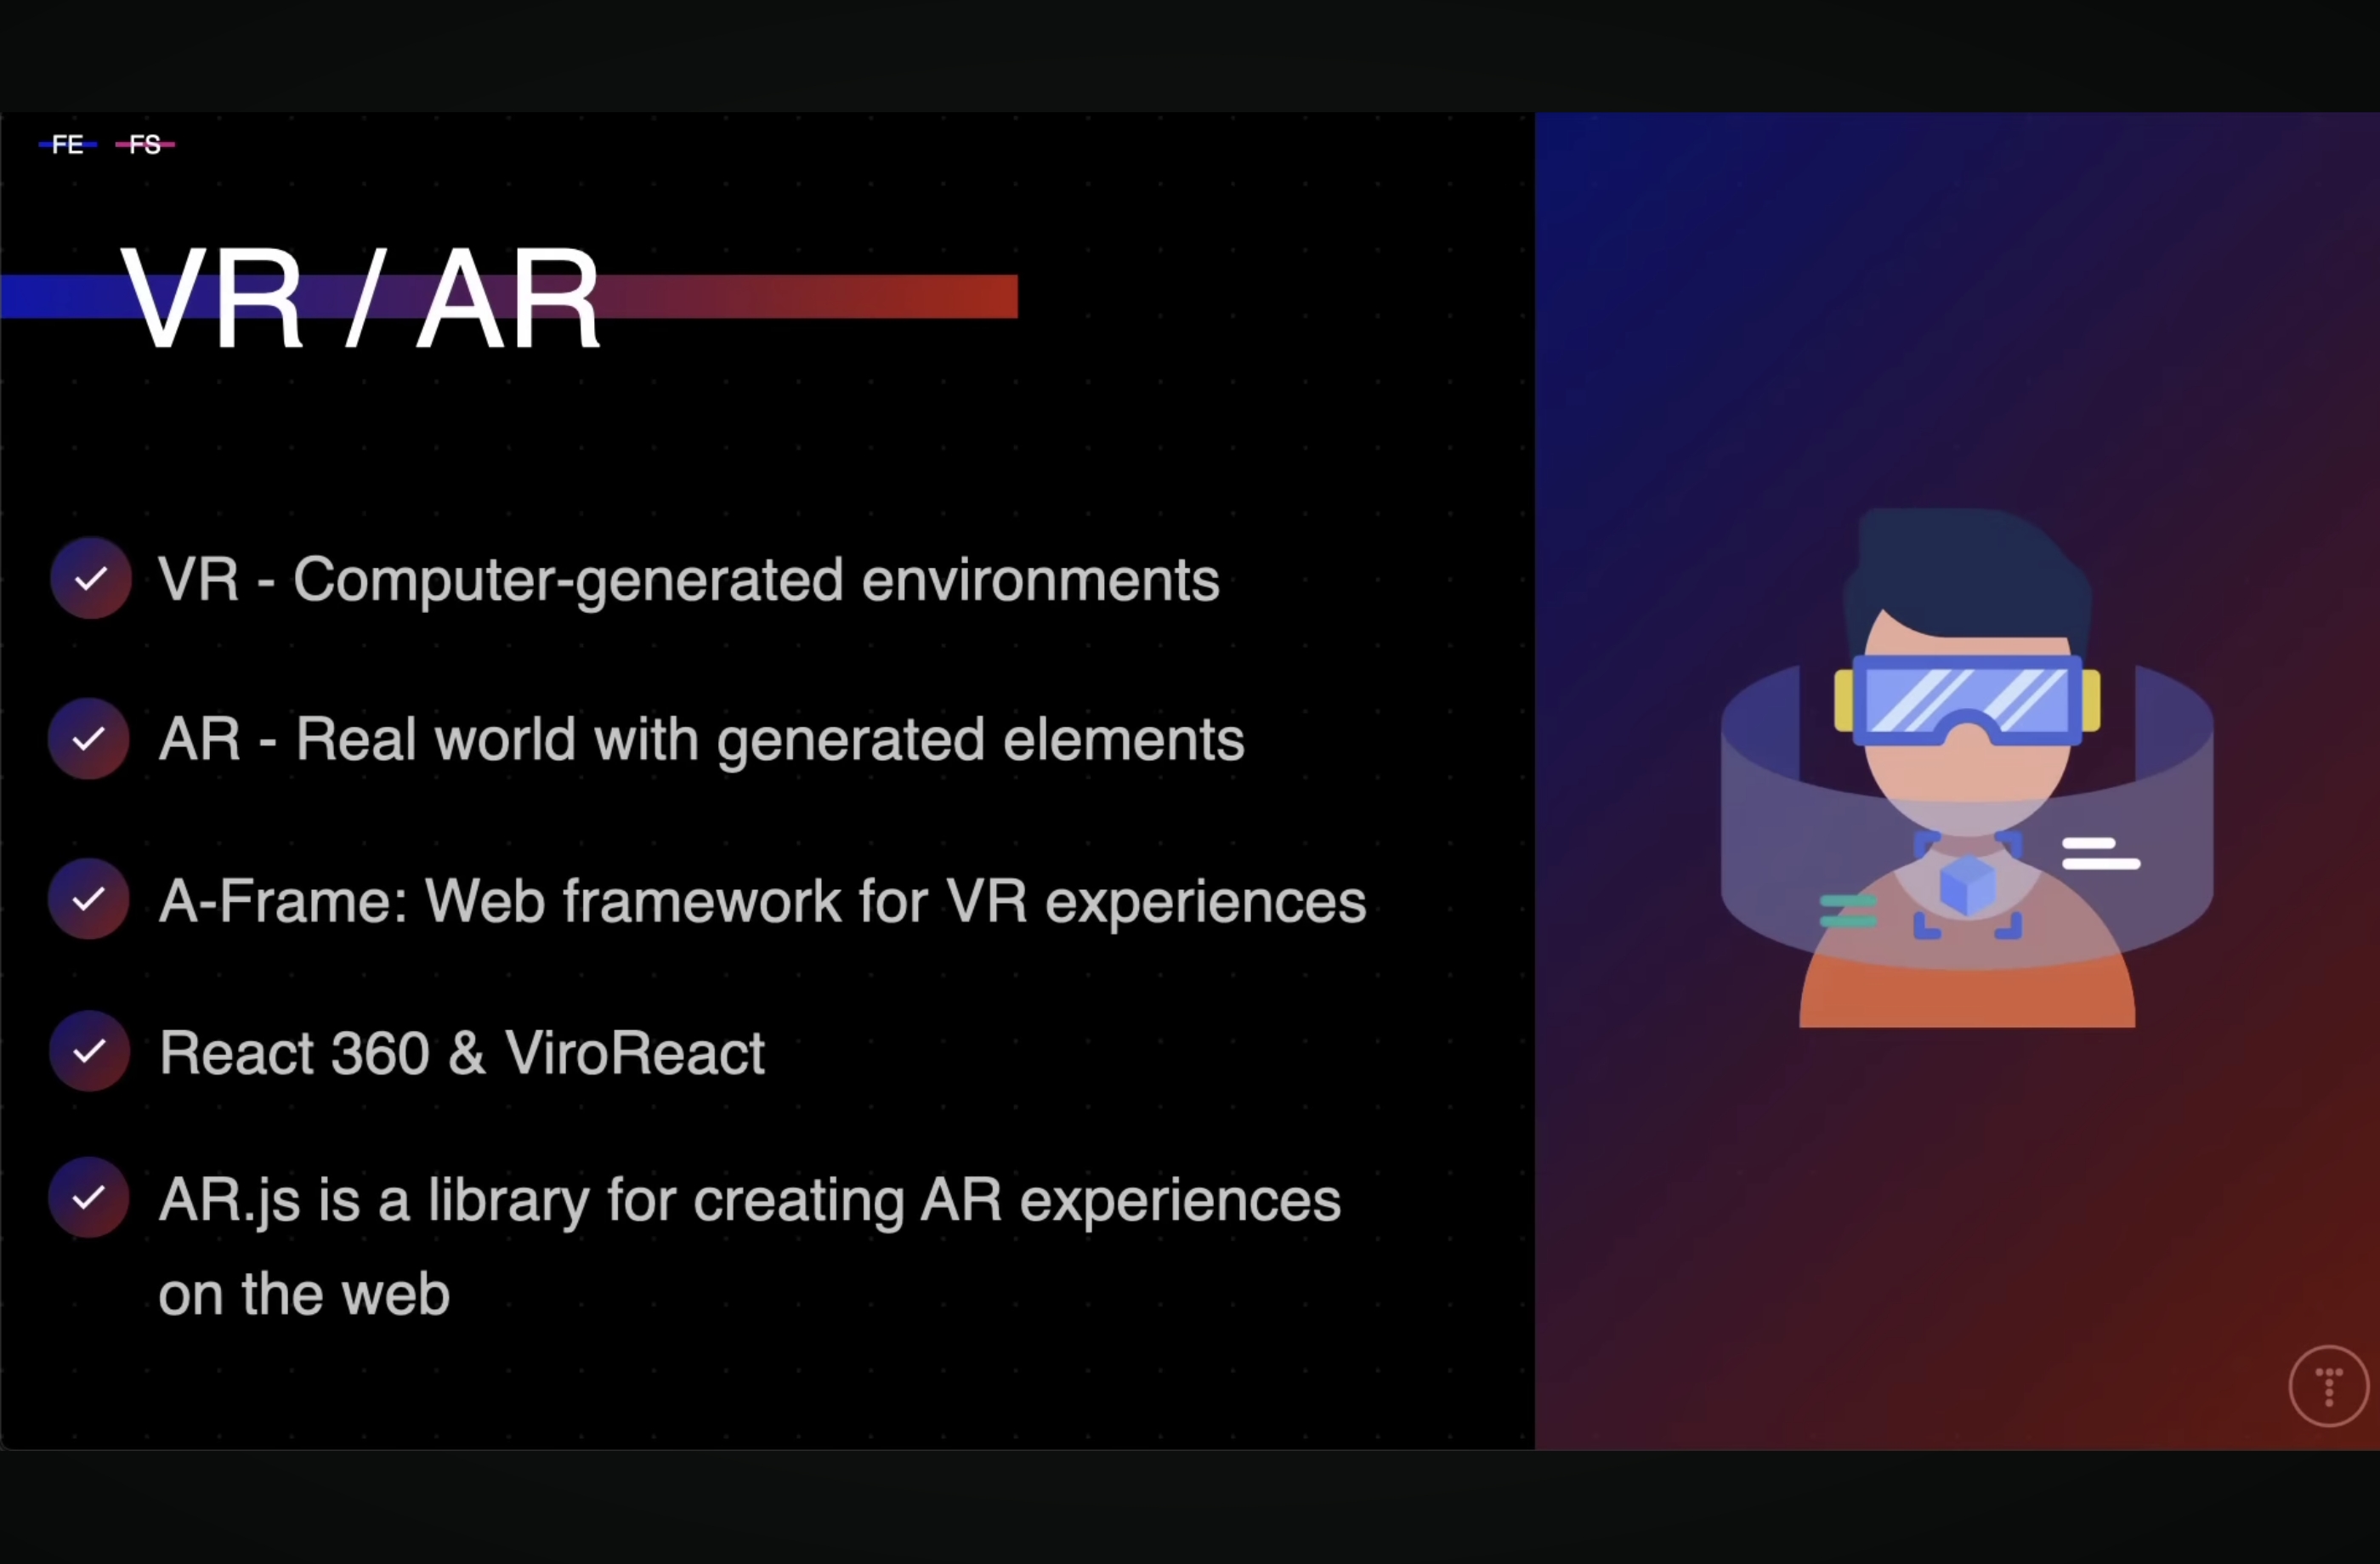 FE FS
VR / AR
VR - Computer-generated environments
AR - Real world with generated elements
A-Frame: Web framework for VR experiences
React 360 & ViroReact
AR.js is a library for creating AR experiences
on the web
T